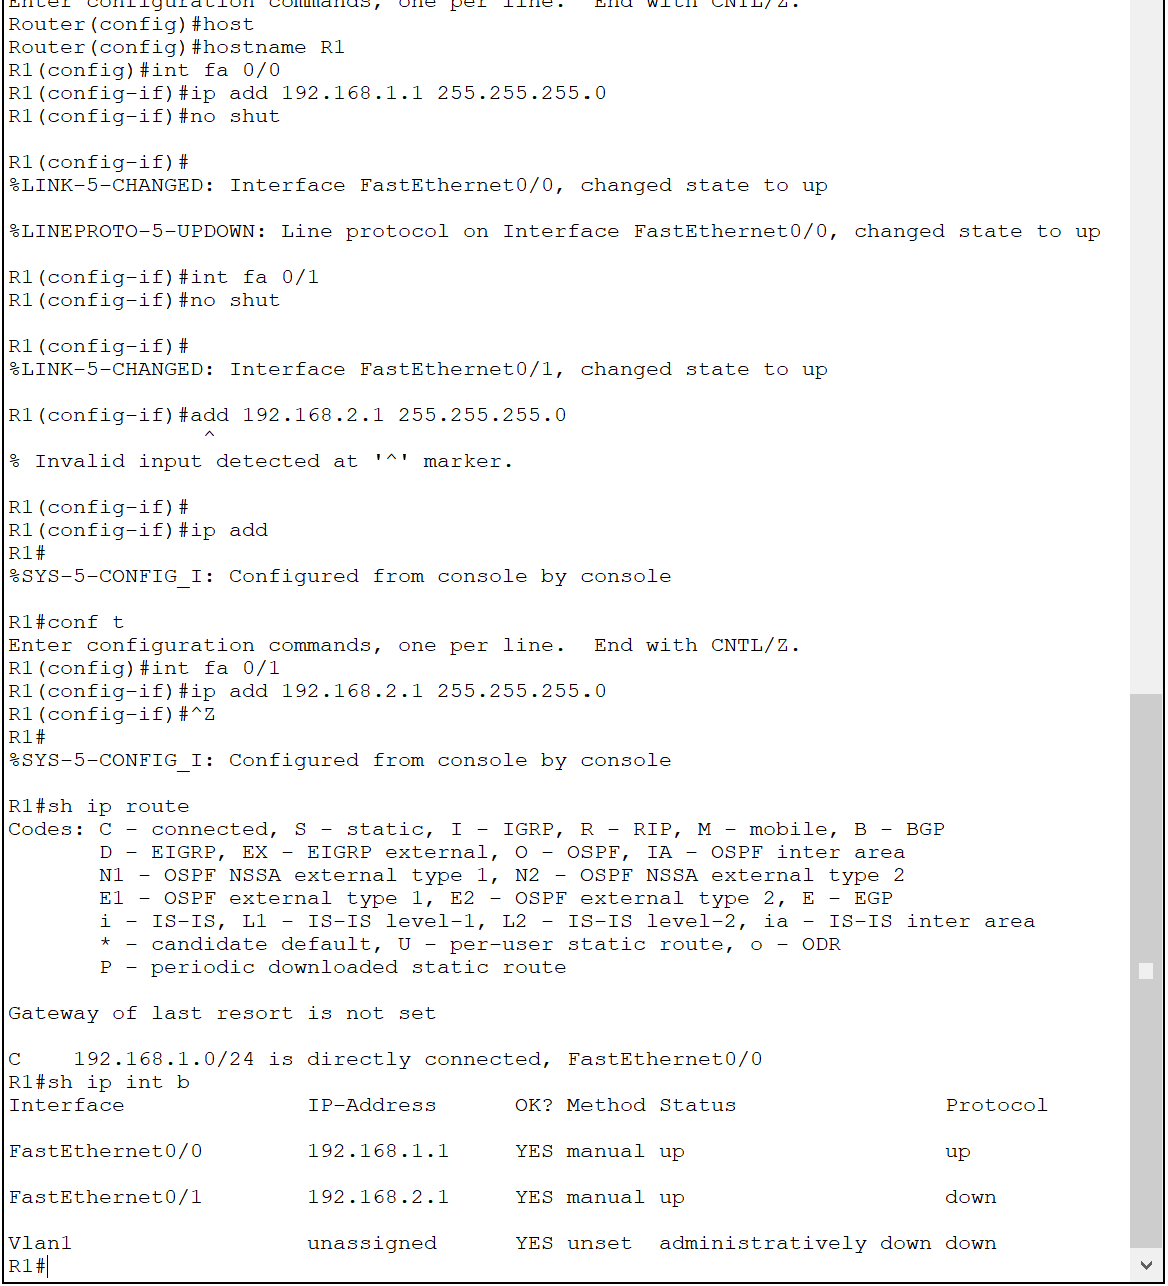 Enter configuration commands, one per line.  End with CNTL/Z.
Router(config)#host
Router(config)#hostname R1
R1(config)#int fa 0/0
R1(config-if)#ip add 192.168.1.1 255.255.255.0
R1(config-if)#no shut
R1(config-if)#
%LINK-5-CHANGED: Interface FastEthernet0/0, changed state to up
%LINEPROTO-5-UPDOWN: Line protocol on Interface FastEthernet0/0, changed state to up
R1(config-if)#int fa 0/1
R1(config-if)#no shut
R1(config-if)#
%LINK-5-CHANGED: Interface FastEthernet0/1, changed state to up
R1(config-if)#add 192.168.2.1 255.255.255.0
               ^
% Invalid input detected at '^' marker.
R1(config-if)#
R1(config-if)#ip add
R1#
%SYS-5-CONFIG_I: Configured from console by console
R1#conf t
Enter configuration commands, one per line.  End with CNTL/Z.
R1(config)#int fa 0/1
R1(config-if)#ip add 192.168.2.1 255.255.255.0
R1(config-if)#^Z
R1#
%SYS-5-CONFIG_I: Configured from console by console
R1#sh ip route
Codes: C - connected, S - static, I - IGRP, R - RIP, M - mobile, B - BGP
       D - EIGRP, EX - EIGRP external, O - OSPF, IA - OSPF inter area
       N1 - OSPF NSSA external type 1, N2 - OSPF NSSA external type 2
       E1 - OSPF external type 1, E2 - OSPF external type 2, E - EGP
       i - IS-IS, L1 - IS-IS level-1, L2 - IS-IS level-2, ia - IS-IS inter area
       * - candidate default, U - per-user static route, o - ODR
       P - periodic downloaded static route
Gateway of last resort is not set
C    192.168.1.0/24 is directly connected, FastEthernet0/0
R1#sh ip int b
Interface              IP-Address      OK? Method Status                Protocol
FastEthernet0/0        192.168.1.1     YES manual up                    up
FastEthernet0/1        192.168.2.1     YES manual up                    down
Vlan1                  unassigned      YES unset  administratively down down
R1#